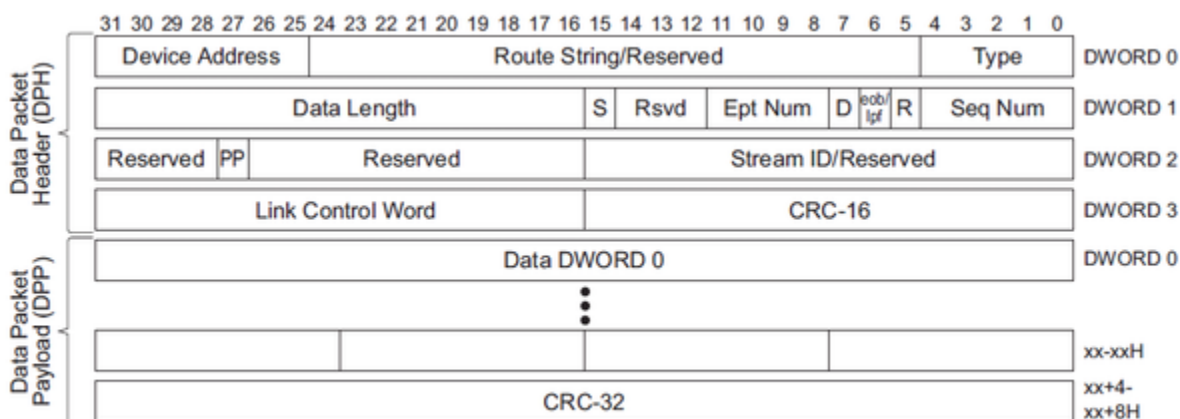 31 30 29 28 27 26 25 24 23 22 21 20 19 18 17 16 15 14 13 12 11 10 9 8 7 6 5 4 3 2 1 0
Data Packet
Header (DPH)
Device Address Route String/Reserved Type DWORD 0
Data Length S Rsvd Ept Num D eob/ lpf R Seq Num DWORD 1
Reserved PP Reserved Stream ID/Reserved DWORD 2
Link Control Word CRC-16 DWORD 3
Data Packet
Payload (DPP)
Data DWORD 0 DWORD 0
xx-xxH
CRC-32 xx+4-
xx+8H